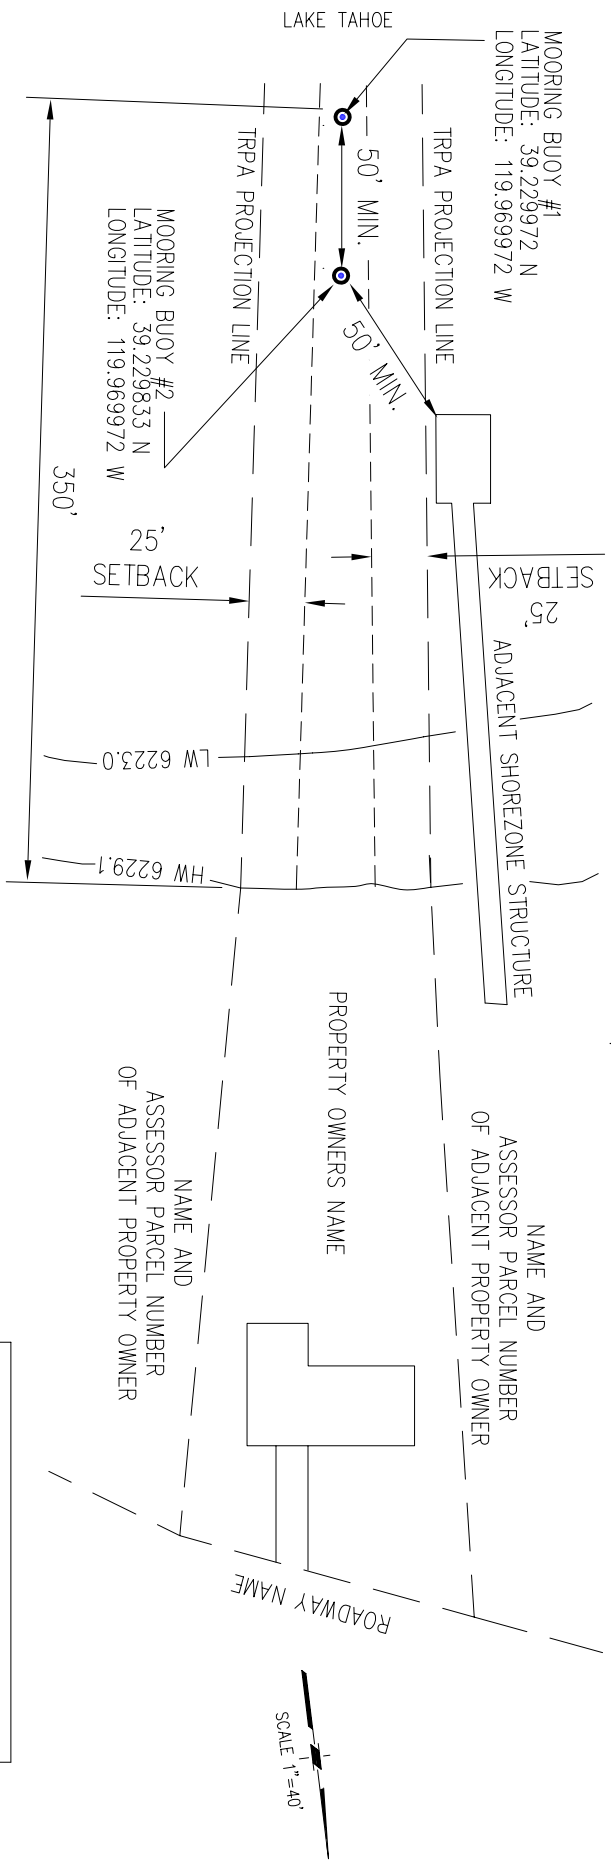 LAKE TAHOE
MOORING BUOY #1
LATITUDE: 39.229972 N
LONGITUDE: 119.969972 W
TRPA PROJECTION LINE
50' MIN.
TRPA PROJECTION LINE
MOORING BUOY #2
LATITUDE: 39.229833 N
LONGITUDE: 119.969972 W
50' MIN.
350'
25'
SETBACK
25'
SETBACK
ADJACENT SHOREZONE STRUCTURE
LW 6223.0
HW 6229.1
PROPERTY OWNERS NAME
NAME AND
ASSESSOR PARCEL NUMBER
OF ADJACENT PROPERTY OWNER
NAME AND
ASSESSOR PARCEL NUMBER
OF ADJACENT PROPERTY OWNER
ROADWAY NAME
SCALE 1"=40'